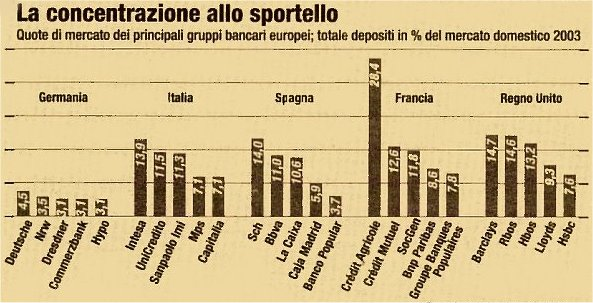 La concentrazione allo sportello
Quote di mercato dei principali gruppi bancari europei; totale depositi in % del mercato domestico 2003
Germania
Italia
Spagna
Francia
Regno Unito
4,5
3,5
3,1
3,1
3,1
13,9
11,5
11,3
7,1
7,1
14,0
11,0
10,6
5,9
3,7
28,4
12,6
11,8
8,6
7,8
14,7
14,6
13,2
9,3
7,6
Deutsche
Nrw
Dresdner
Commerzbank
Hypo
Intesa
UniCredito
Sanpaolo Imi
Mps
Capitalia
Sch
Bbva
La Caixa
Caja Madrid
Banco Popular
Crédit Agricole
Crédit Mutuel
SocGen
Bnp Paribas
Groupe Banques
Populaires
Barclays
Rbos
Hbos
Lloyds
Hsbc